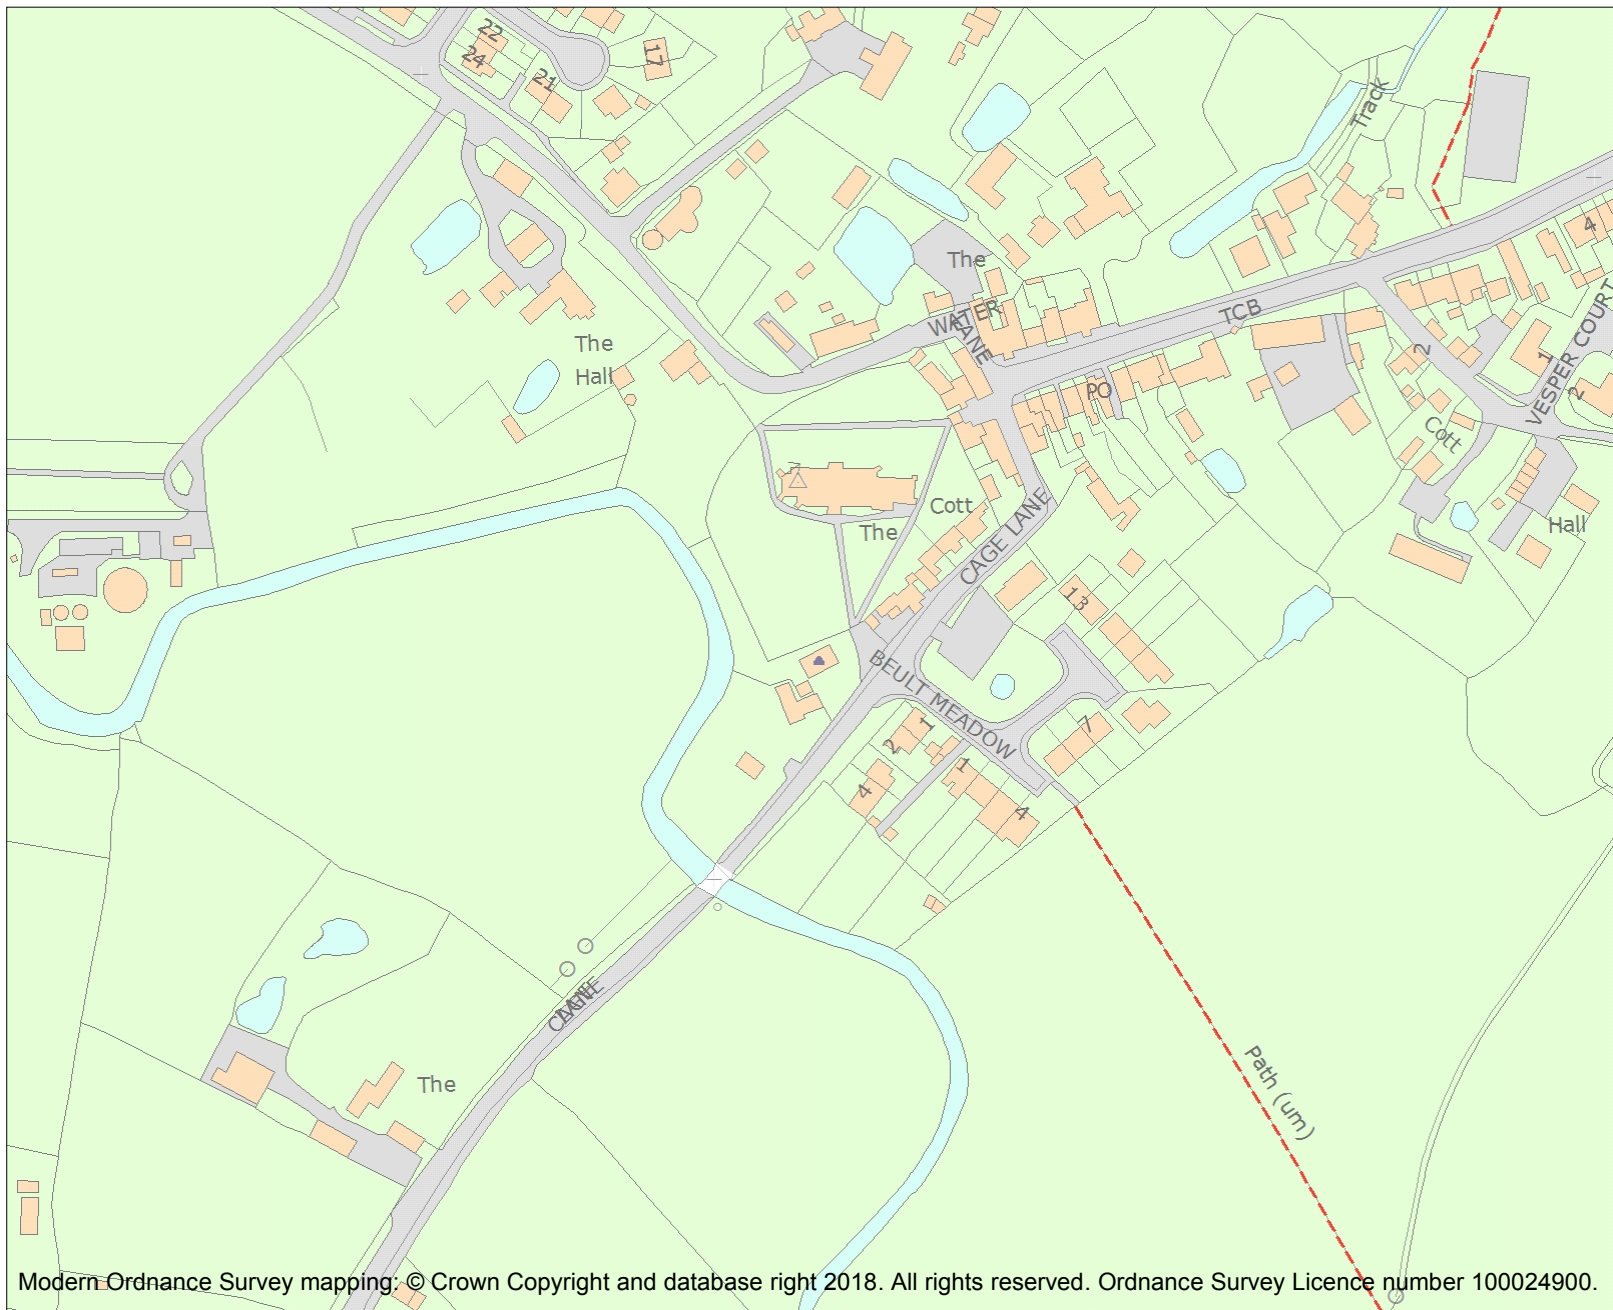 22
24
21
17
Track
The
WATER
LANE
TCB
4
VESPER COURT
1
2
2
PO
Cott
The
Hall
Cott
The
CAGE LANE
Hall
13
BEULT MEADOW
7
1
2
4
1
4
LANE
Path (um)
The
Modern Ordnance Survey mapping: © Crown Copyright and database right 2018. All rights reserved. Ordnance Survey Licence number 100024900.